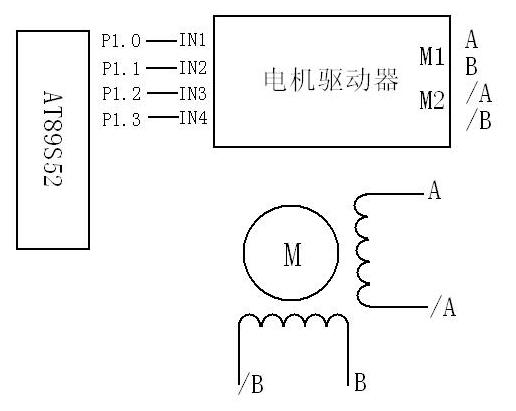 AT89S52
P1.0 IN1
P1.1 IN2
P1.2 IN3
P1.3 IN4
电机驱动器
M1
M2
A
B
/A
/B
M
A
/A
/B
B